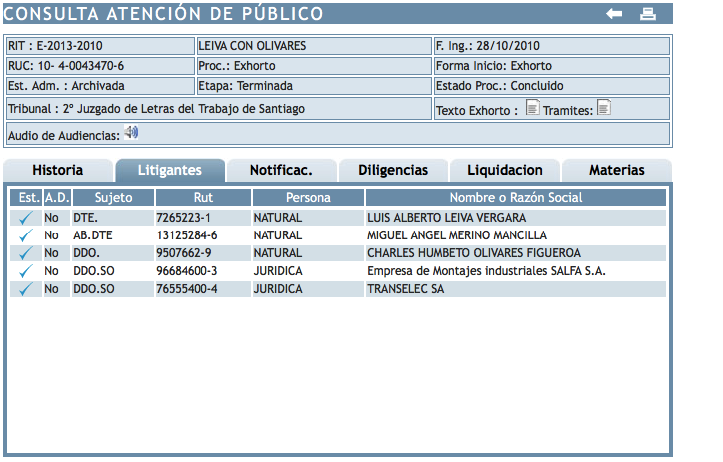 CONSULTA ATENCIÓN DE PÚBLICO
RIT : E-2013-2010 LEIVA CON OLIVARES F. Ing.: 28/10/2010
RUC: 10- 4-0043470-6 Proc.: Exhorto Forma Inicio: Exhorto
Est. Adm. : Archivada Etapa: Terminada Estado Proc.: Concluido
Tribunal : 2º Juzgado de Letras del Trabajo de Santiago Texto Exhorto : Tramites:
Audio de Audiencias:
Historia Litigantes Notificac. Diligencias Liquidacion Materias
Est. A.D. Sujeto Rut Persona Nombre o Razón Social
No DTE. 7265223-1 NATURAL LUIS ALBERTO LEIVA VERGARA
No AB.DTE 13125284-6 NATURAL MIGUEL ANGEL MERINO MANCILLA
No DDO. 9507662-9 NATURAL CHARLES HUMBETO OLIVARES FIGUEROA
No DDO.SO 96684600-3 JURIDICA Empresa de Montajes industriales SALFA S.A.
No DDO.SO 76555400-4 JURIDICA TRANSELEC SA